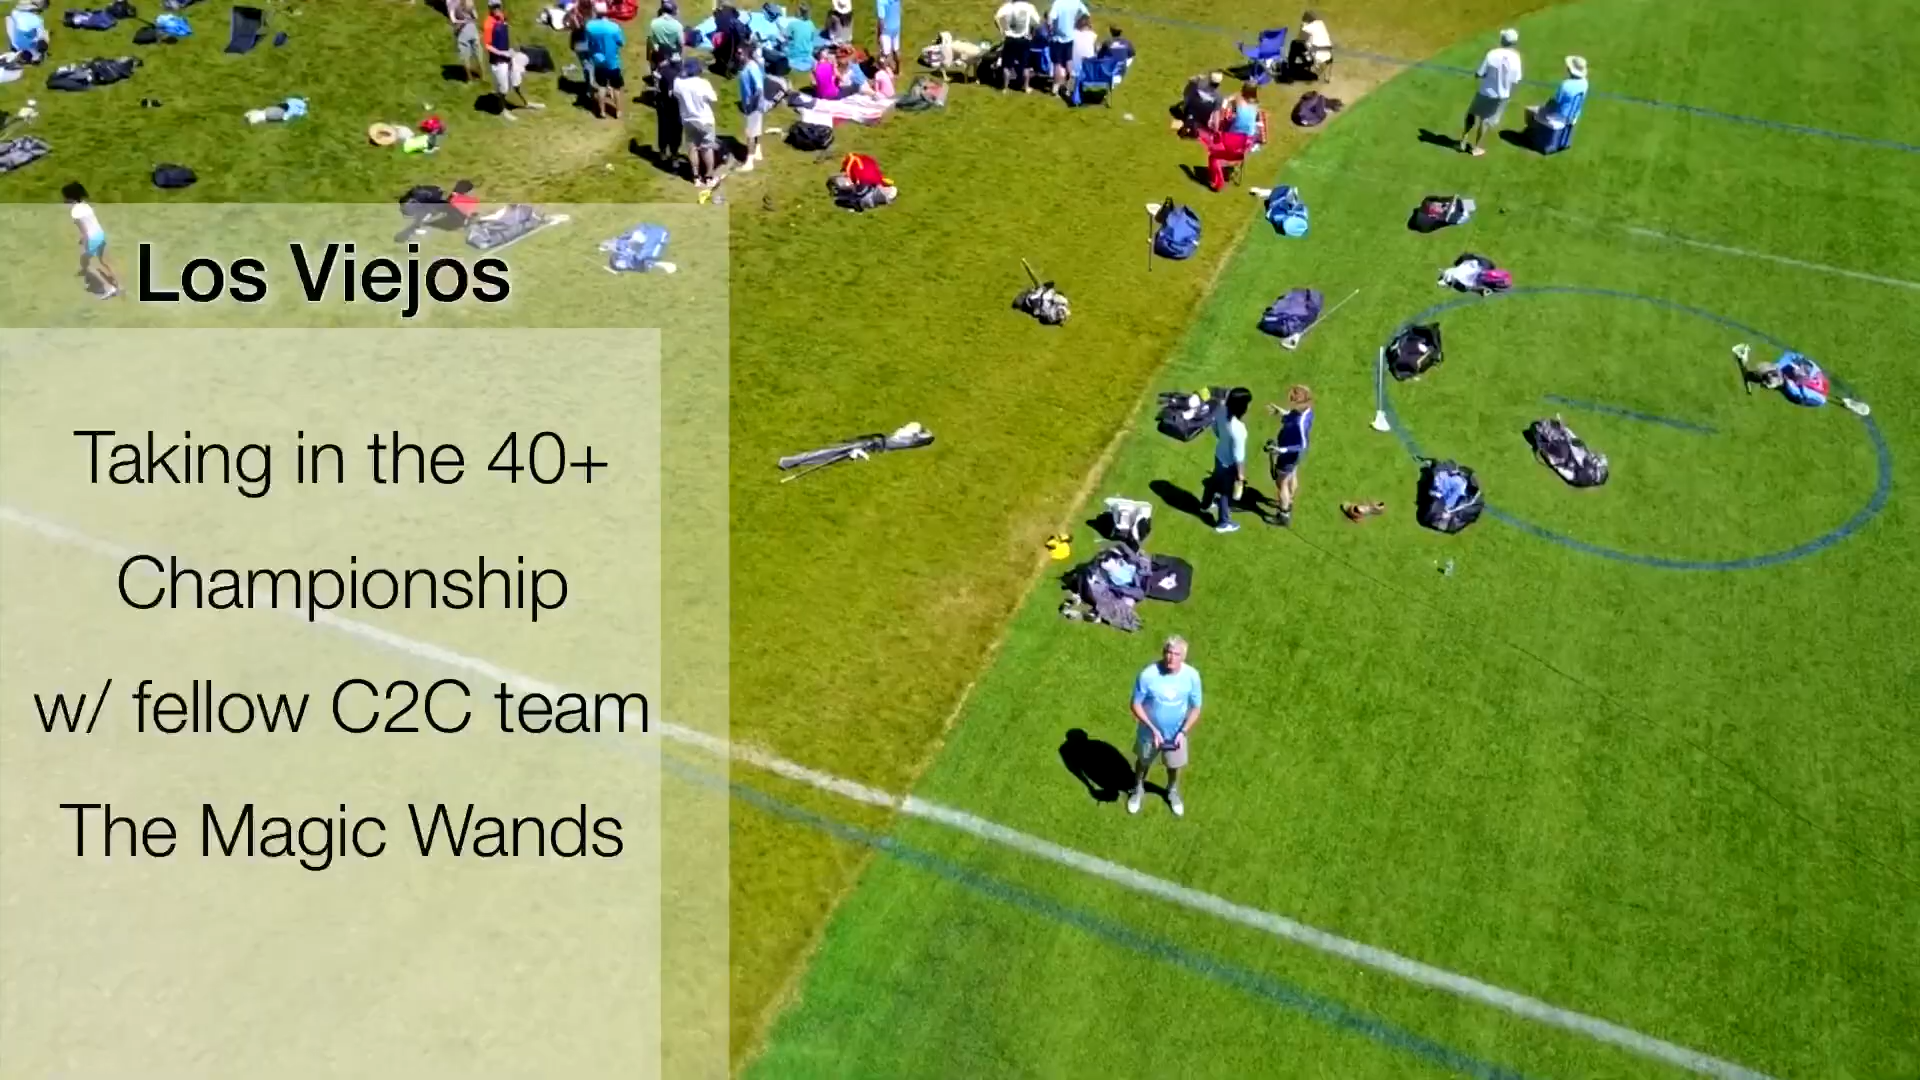 Los Viejos
Taking in the 40+
Championship
w/ fellow C2C team
The Magic Wands